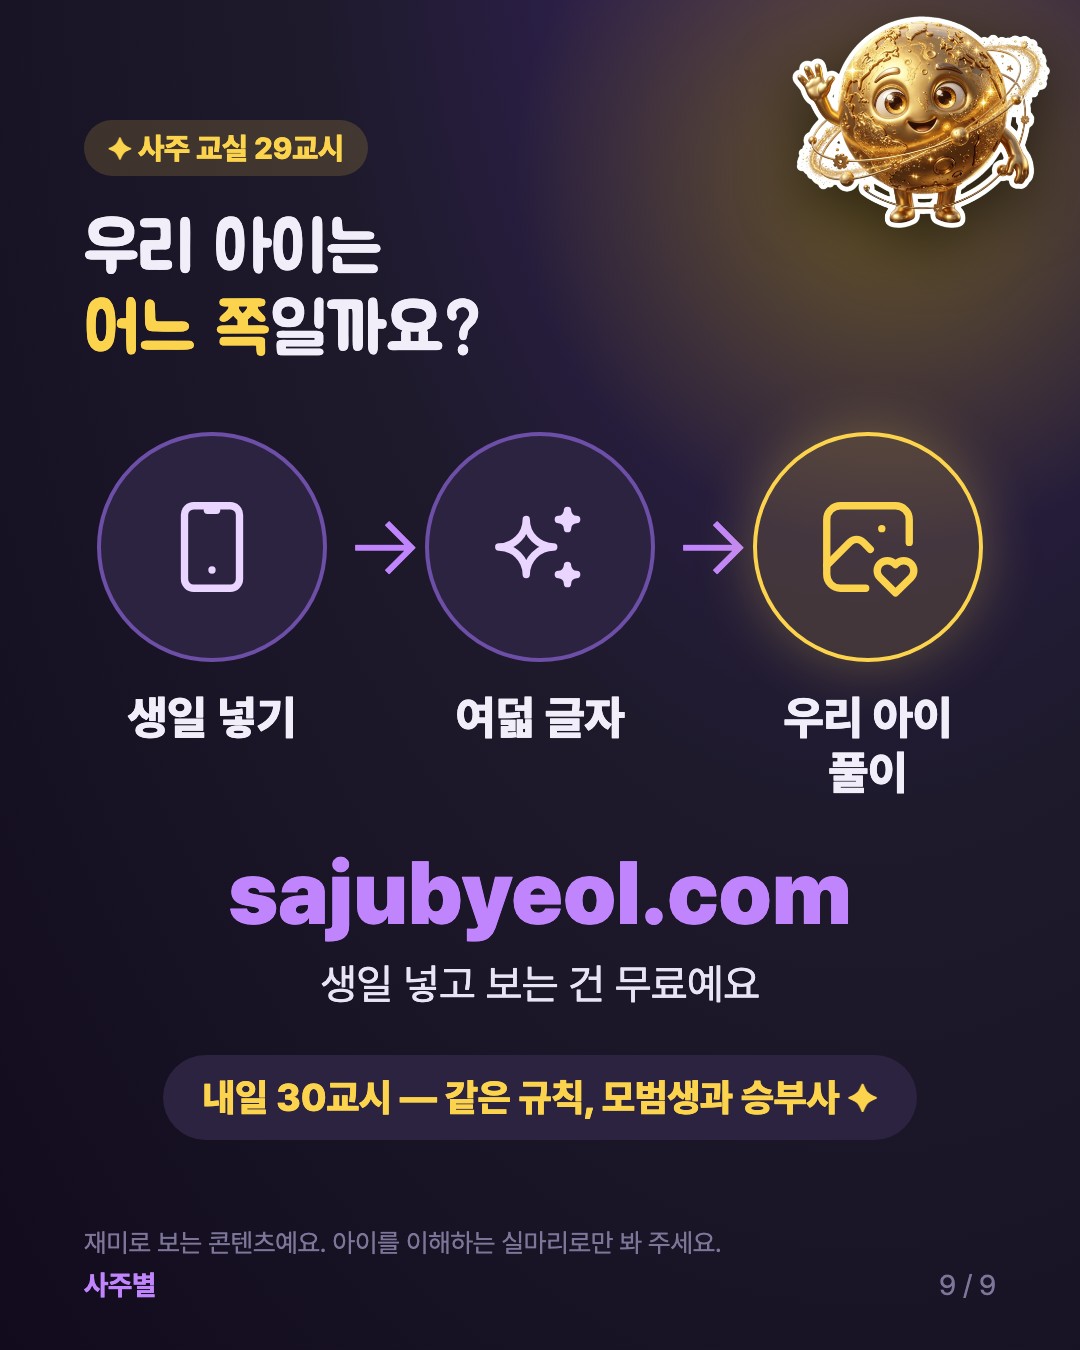 ✦ 사주 교실 29교시
우리 아이는
어느 쪽일까요?
생일 넣기
여덟 글자
우리 아이
풀이
sajubyeol.com
생일 넣고 보는 건 무료예요
내일 30교시 — 같은 규칙, 모범생과 승부사 ✦
재미로 보는 콘텐츠예요. 아이를 이해하는 실마리로만 봐 주세요.
사주별
9 / 9